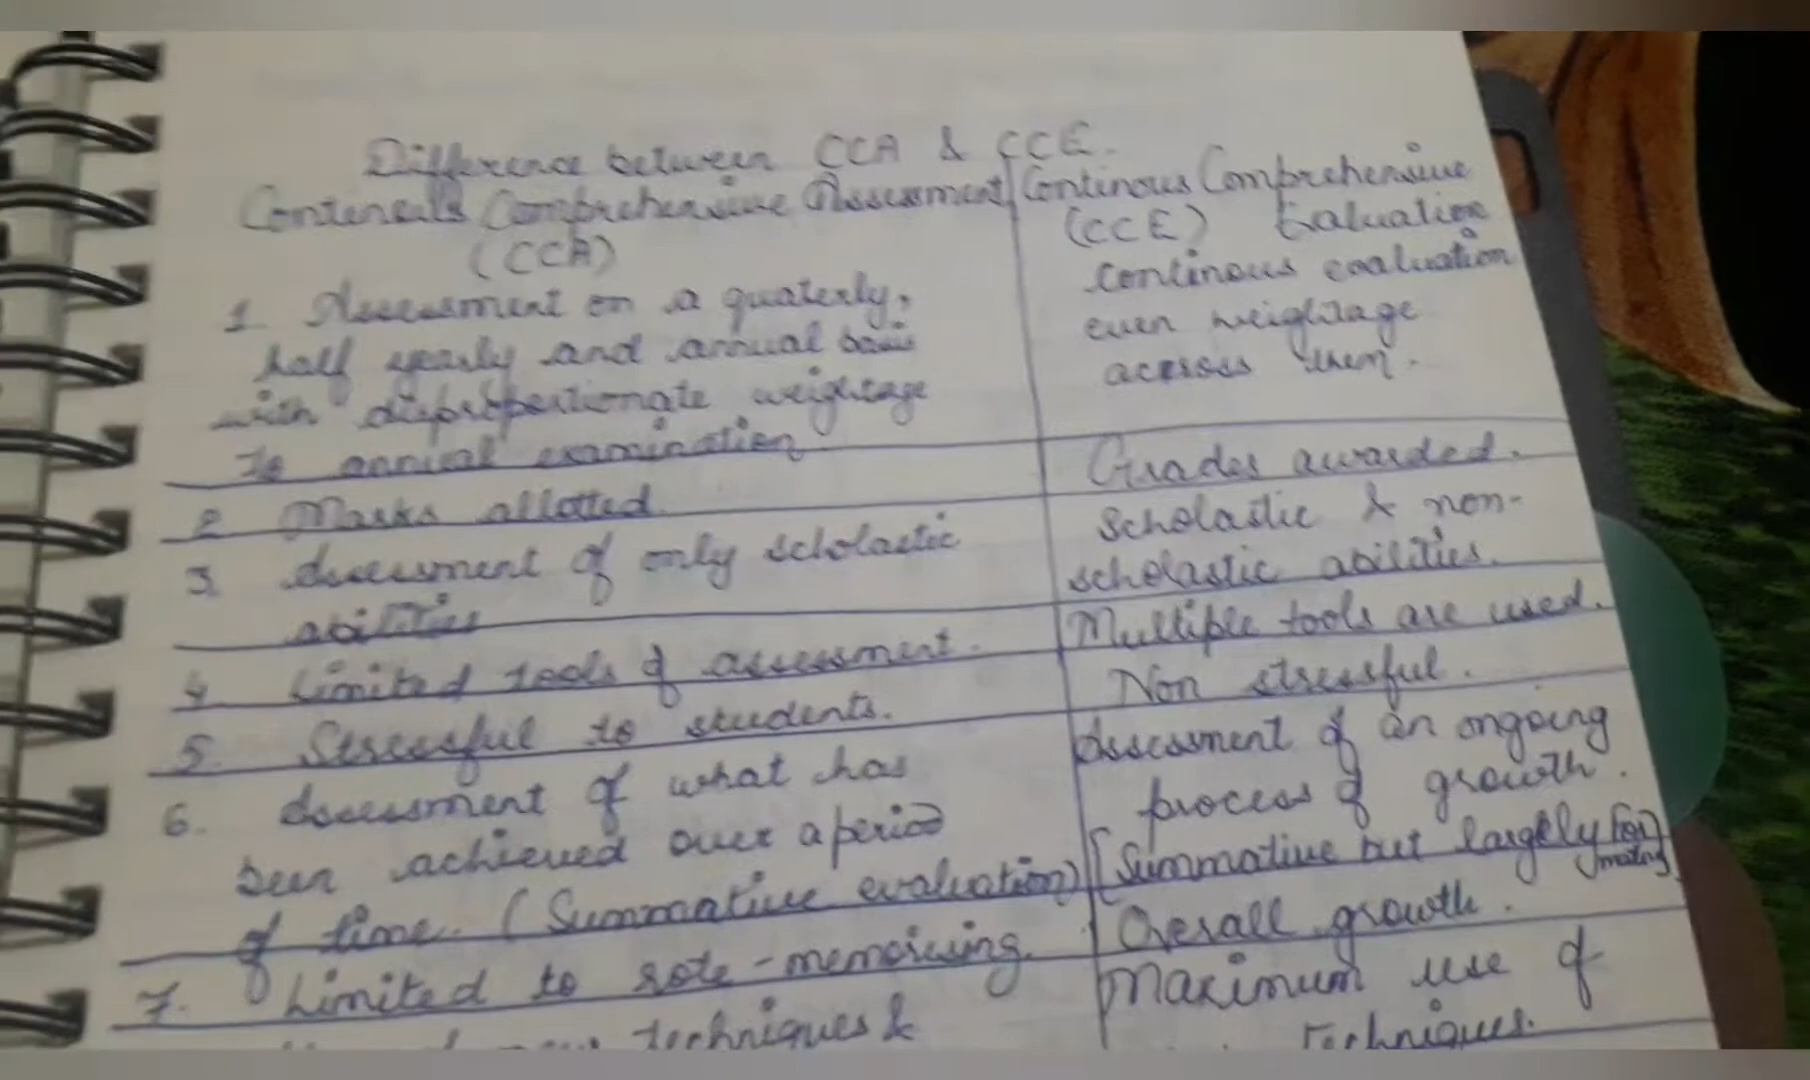 Difference between CCA & CCE.
Contineous Comprehensive Assessment
(CCA)
1. Assessment on a quaterly,
half yearly and annual basis
with disproportionate weightage
to annual examination
2 Marks allotted.
3. Assessment of only scholastic
abilities
4. Limited tools of assessment.
5. Stressful to students.
6. Assessment of what has
been achieved over a period
of time. (Summative evaluation)
7. Limited to rote-memorising.
techniques &
Continous Comprehensive
(CCE) Evaluation
continous evaluation
even weightage
across them.
Grades awarded.
Scholastic & non-
scholastic abilities.
Multiple tools are used.
Non stressful.
Assessment of an ongoing
process of growth.
(Summative but largely for)
mating
Overall growth.
Maximum use of
techniques.